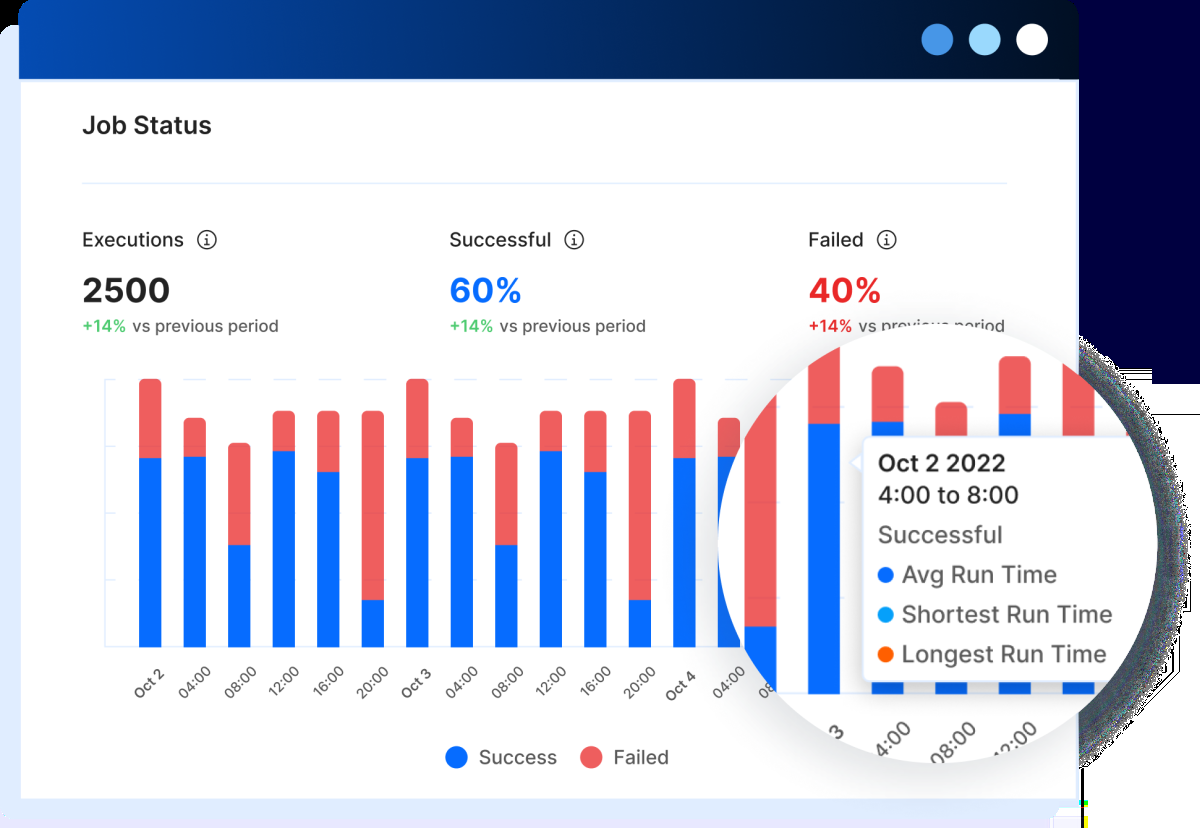 Job Status
Executions
2500
+14% vs previous period
Successful
60%
+14% vs previous period
Failed
40%
+14% vs previous period
Oct 2 2022
4:00 to 8:00
Successful
Avg Run Time
Shortest Run Time
Longest Run Time
Oct 2 04:00 08:00 12:00 16:00 20:00 Oct 3 04:00 08:00 12:00 16:00 20:00 Oct 4 04:00
3 4:00 08:00 12:00
Success Failed